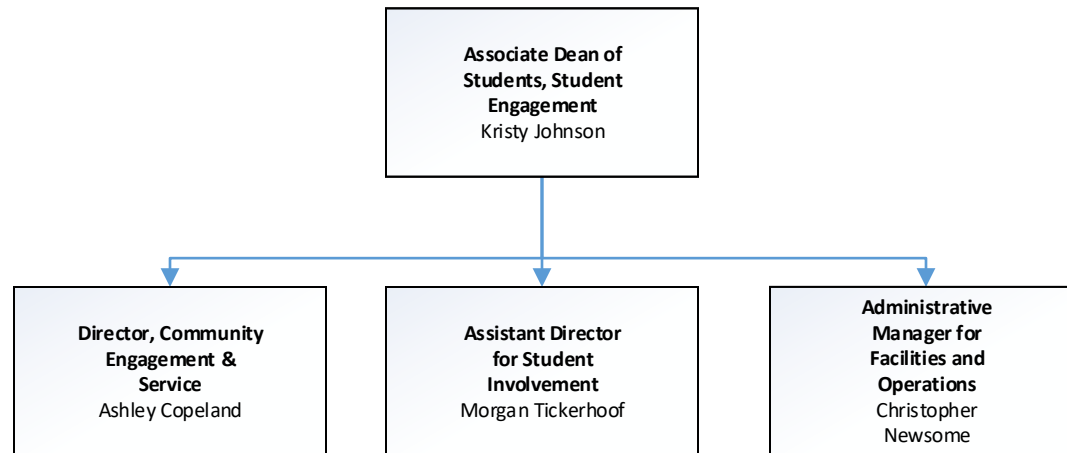 Associate Dean of
Students, Student
Engagement
Kristy Johnson
Director, Community
Engagement &
Service
Ashley Copeland
Assistant Director
for Student
Involvement
Morgan Tickerhoof
Administrative
Manager for
Facilities and
Operations
Christopher
Newsome